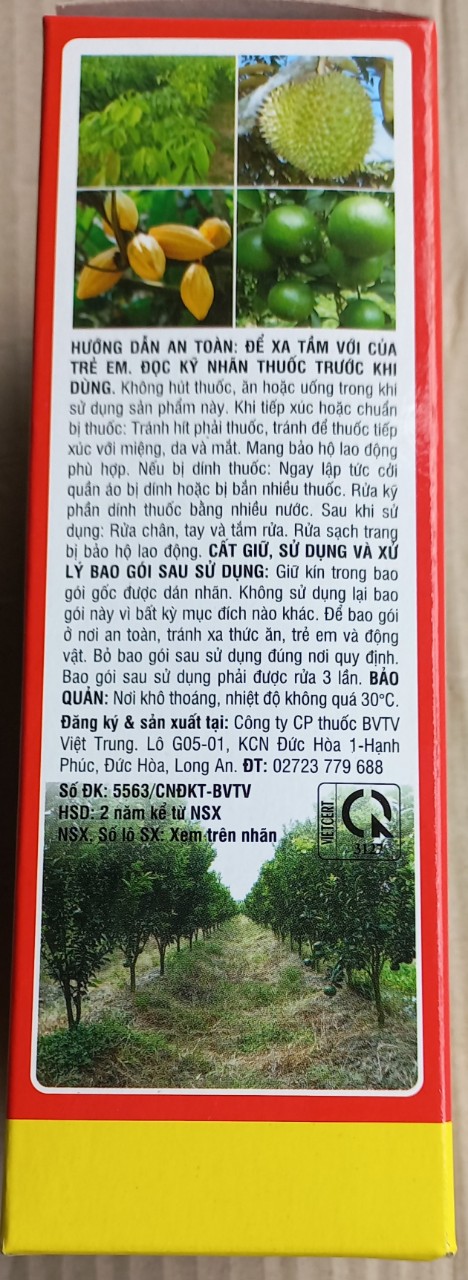 HƯỚNG DẪN AN TOÀN: ĐỂ XA TẦM VỚI CỦA
TRẺ EM. ĐỌC KỸ NHÃN THUỐC TRƯỚC KHI
DÙNG. Không hút thuốc, ăn hoặc uống trong khi
sử dụng sản phẩm này. Khi tiếp xúc hoặc chuẩn
bị thuốc: Tránh hít phải thuốc, tránh để thuốc tiếp
xúc với miệng, da và mắt. Mang bảo hộ lao động
phù hợp. Nếu bị dính thuốc: Ngay lập tức cởi
quần áo bị dính hoặc bị bắn nhiều thuốc. Rửa kỹ
phần dính thuốc bằng nhiều nước. Sau khi sử
dụng: Rửa chân, tay và tắm rửa. Rửa sạch trang
bị bảo hộ lao động. CẤT GIỮ, SỬ DỤNG VÀ XỬ
LÝ BAO GÓI SAU SỬ DỤNG: Giữ kín trong bao
gói gốc được dán nhãn. Không sử dụng lại bao
gói này vì bất kỳ mục đích nào khác. Để bao gói
ở nơi an toàn, tránh xa thức ăn, trẻ em và động
vật. Bỏ bao gói sau sử dụng đúng nơi quy định.
Bao gói sau sử dụng phải được rửa 3 lần. BẢO
QUẢN: Nơi khô thoáng, nhiệt độ không quá 30°C.
Đăng ký & sản xuất tại: Công ty CP thuốc BVTV
Việt Trung. Lô G05-01, KCN Đức Hòa 1-Hạnh
Phúc, Đức Hòa, Long An. ĐT: 02723 779 688
Số ĐK: 5563/CNĐKT-BVTV
HSD: 2 năm kể từ NSX
NSX, Số lô SX: Xem trên nhãn
VIETCERT
3127